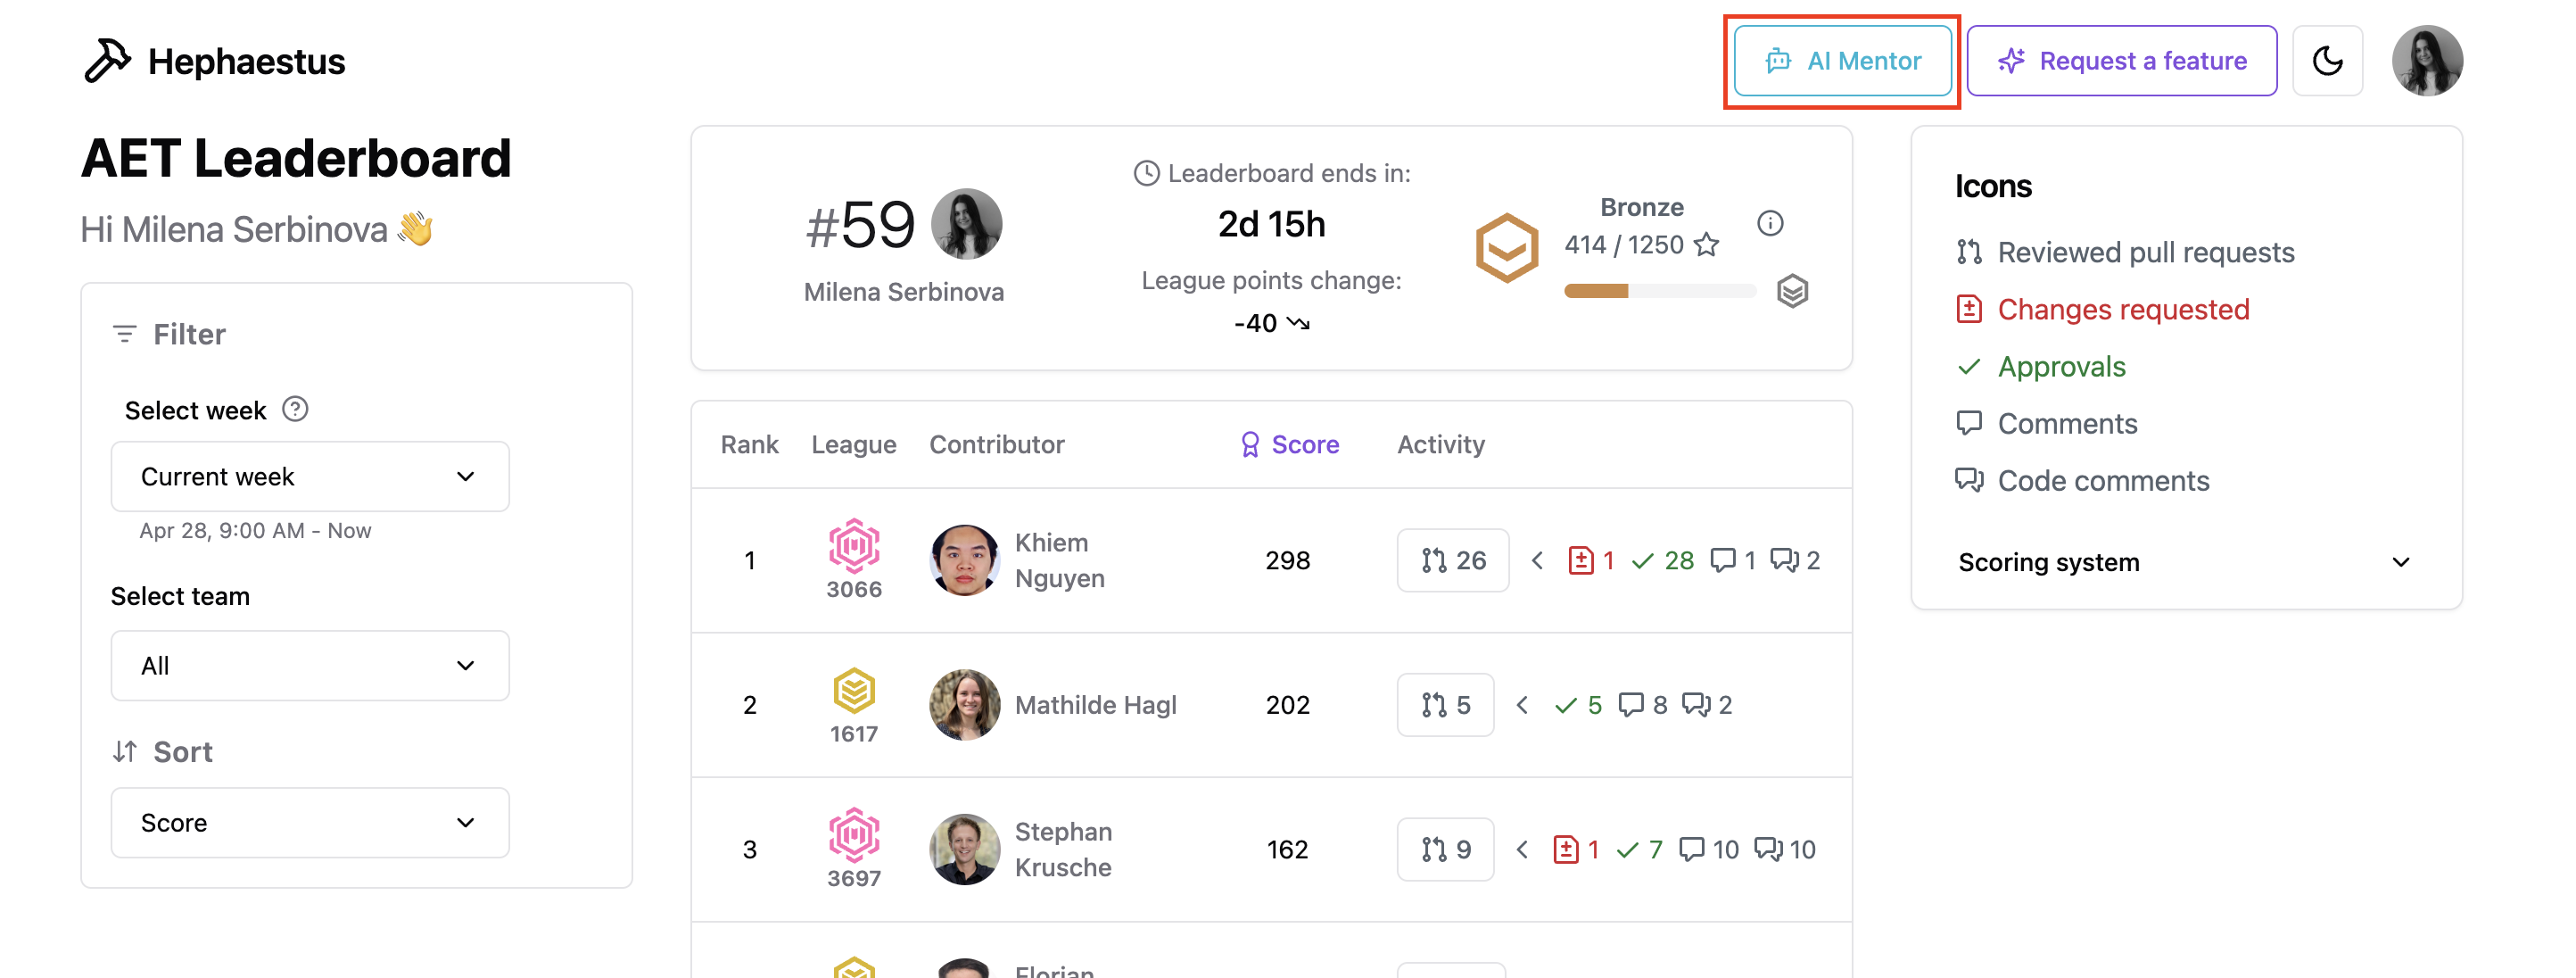 Hephaestus
AI Mentor
Request a feature
AET Leaderboard
Hi Milena Serbinova 👋
Filter
Select week
Current week
Apr 28, 9:00 AM - Now
Select team
All
Sort
Score
#59
Milena Serbinova
Leaderboard ends in:
2d 15h
League points change:
-40
Bronze
414 / 1250
Rank League Contributor Score Activity
1 3066 Khiem Nguyen 298 26 1 28 1 2
2 1617 Mathilde Hagl 202 5 5 8 2
3 3697 Stephan Krusche 162 9 1 7 10 10
Florian
Icons
Reviewed pull requests
Changes requested
Approvals
Comments
Code comments
Scoring system